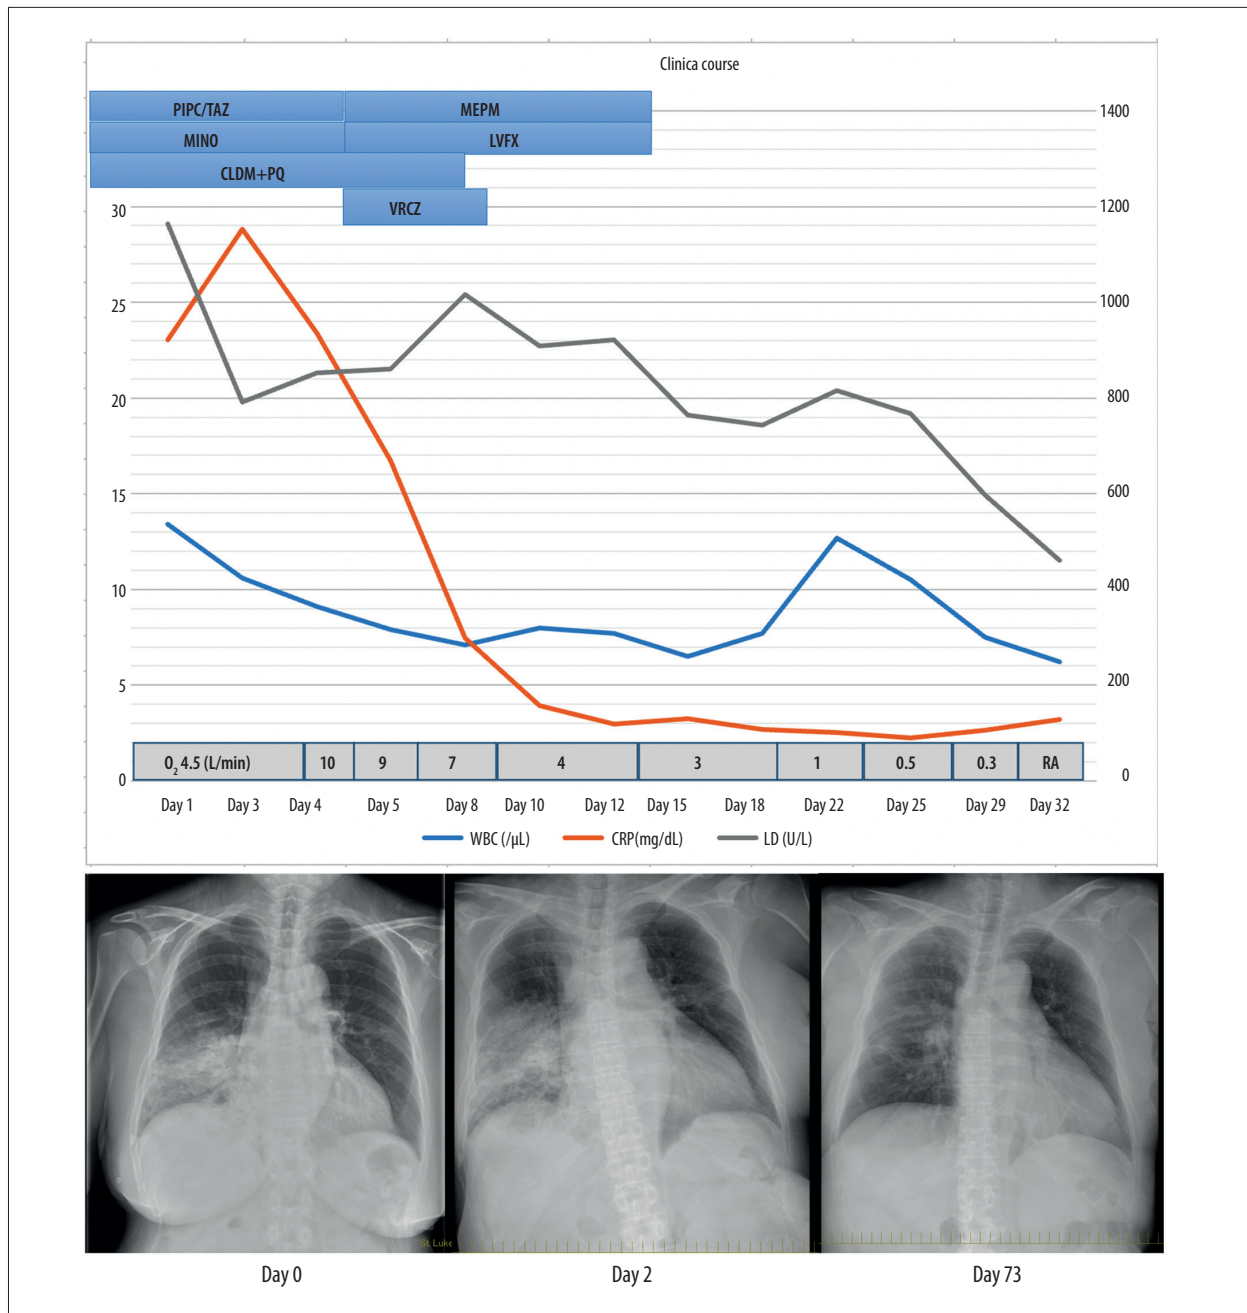 Clinica course
PIPC/TAZ MEPM 1400
MINO LVFX
CLDM+PQ
VRCZ
30 1200
25 1000
20 800
15 600
10 400
5 200
O2 4.5 (L/min) 10 9 7 4 3 1 0.5 0.3 RA
0 0
Day 1 Day 3 Day 4 Day 5 Day 8 Day 10 Day 12 Day 15 Day 18 Day 22 Day 25 Day 29 Day 32
WBC (/µL) CRP(mg/dL) LD (U/L)
St Luke
Day 0 Day 2 Day 73